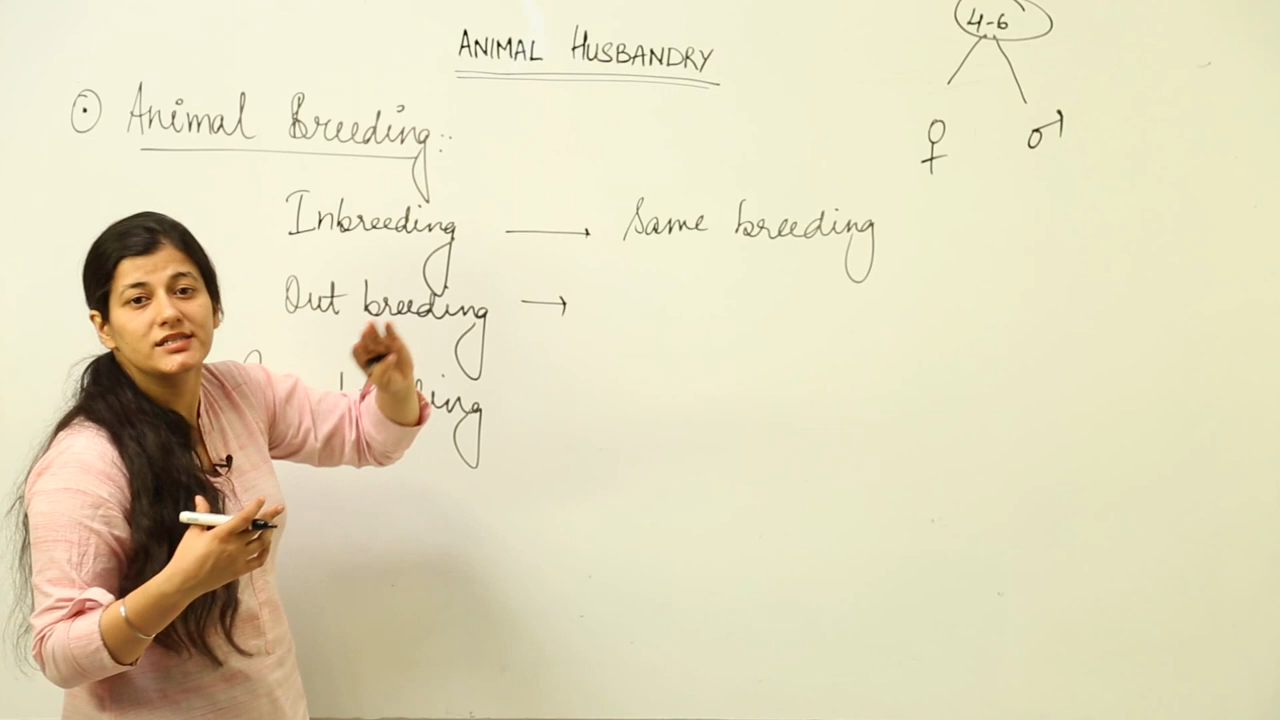 ANIMAL HUSBANDRY
4-6
⊙ Animal Breeding:
♀ ♂
Inbreeding → Same breeding
Out breeding →